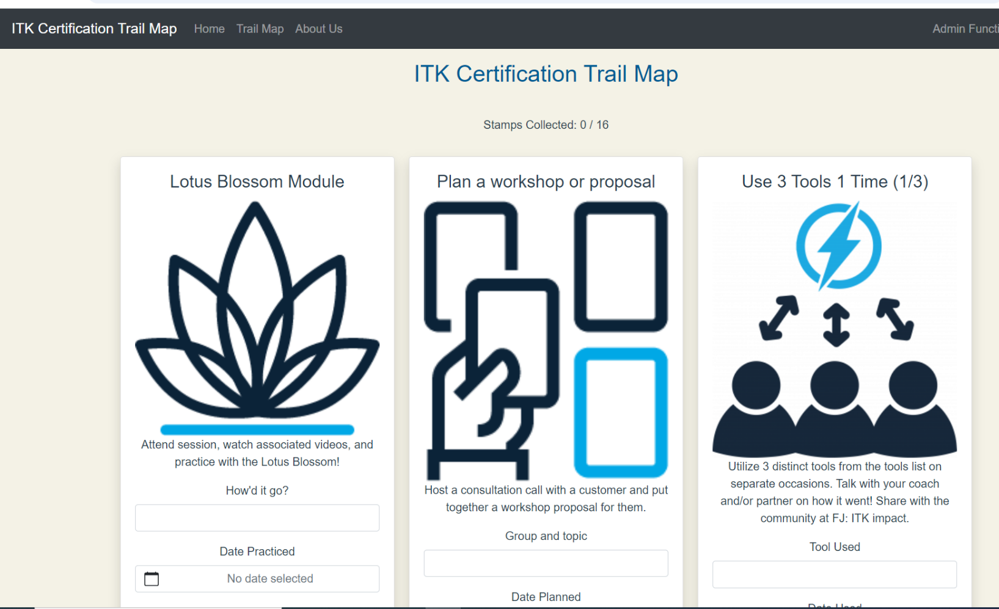 ITK Certification Trail Map Home Trail Map About Us Admin Functi
ITK Certification Trail Map
Stamps Collected: 0 / 16
Lotus Blossom Module
Attend session, watch associated videos, and
practice with the Lotus Blossom!
How'd it go?
Date Practiced
No date selected
Plan a workshop or proposal
Host a consultation call with a customer and put
together a workshop proposal for them.
Group and topic
Date Planned
Use 3 Tools 1 Time (1/3)
Utilize 3 distinct tools from the tools list on
separate occasions. Talk with your coach
and/or partner on how it went! Share with the
community at FJ: ITK impact.
Tool Used
Date Used